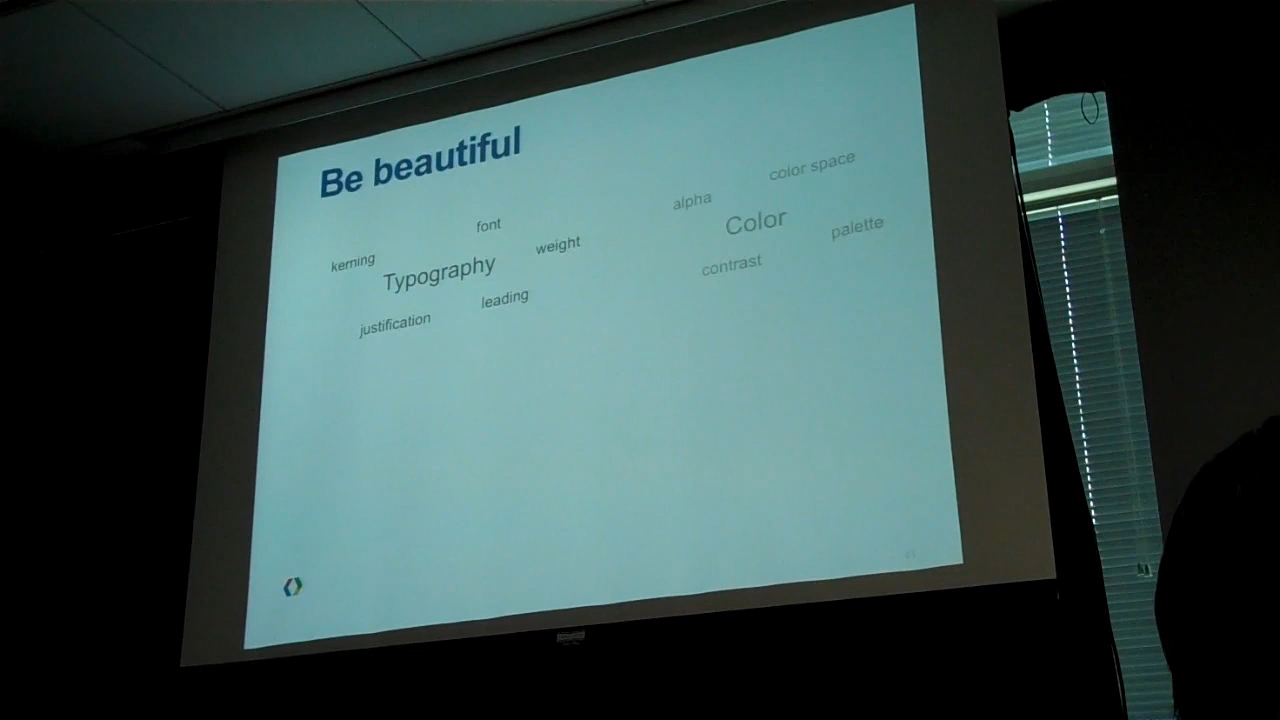 Be beautiful
font
kerning
weight
Typography
leading
justification
color space
alpha
Color
palette
contrast